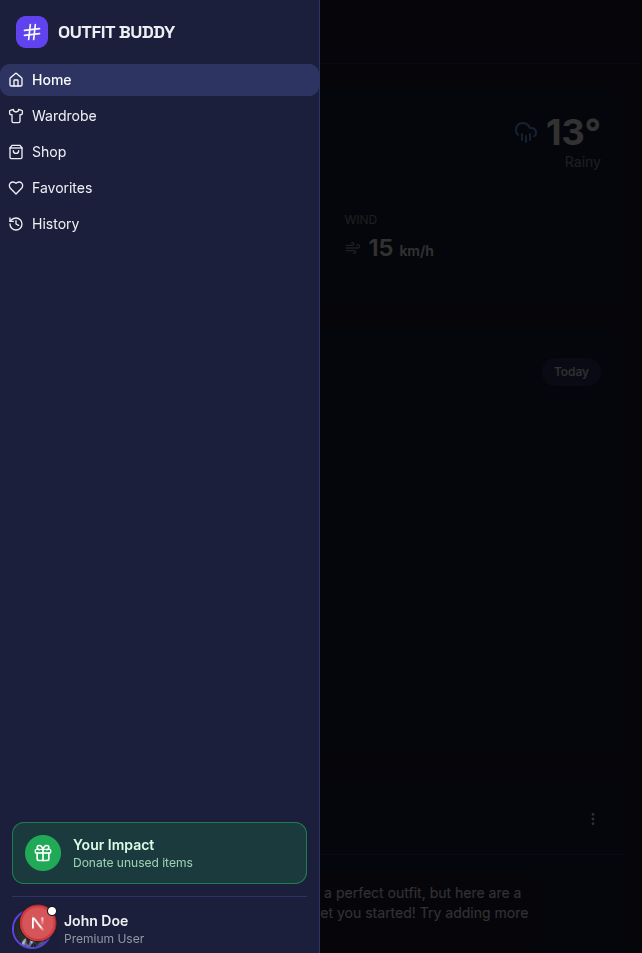 OUTFIT BUDDY
Home
Wardrobe
Shop
Favorites
History
13°
Rainy
WIND
15 km/h
Today
Your Impact
Donate unused items
a perfect outfit, but here are a
et you started! Try adding more
N
John Doe
Premium User